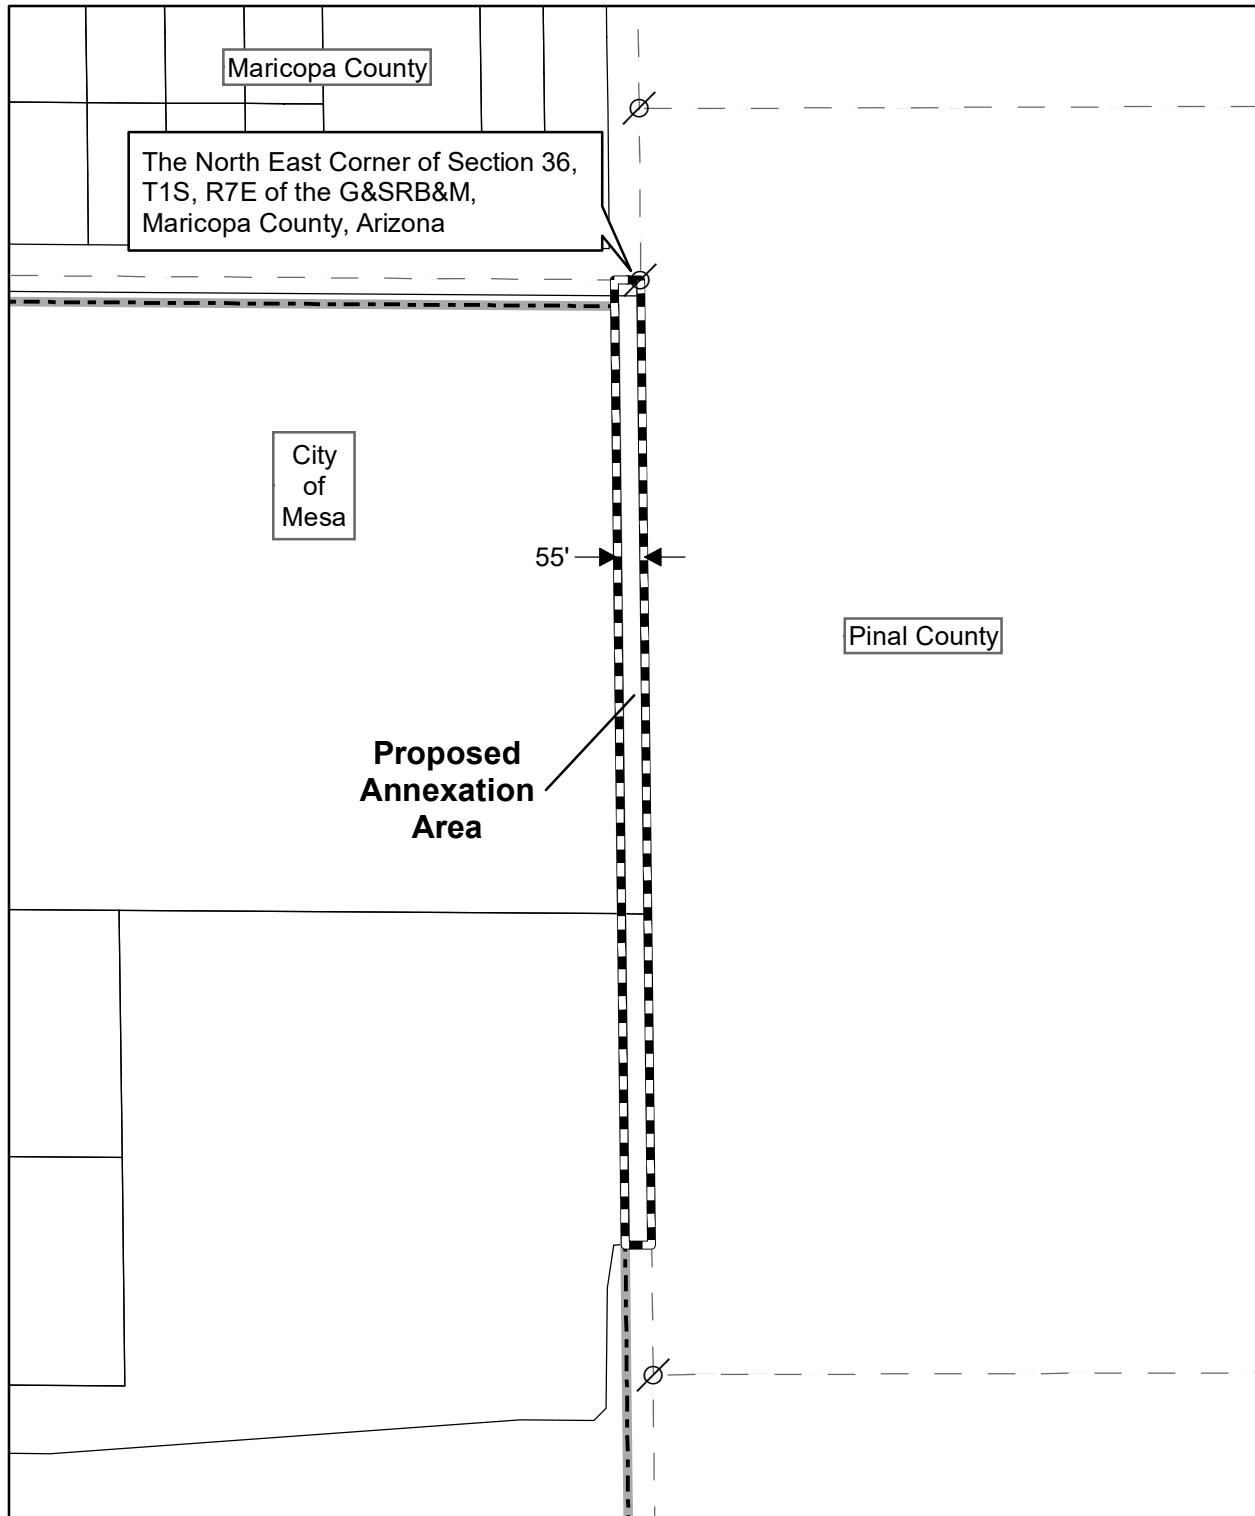 Maricopa County
The North East Corner of Section 36,
T1S, R7E of the G&SRB&M,
Maricopa County, Arizona
City
of
Mesa
55'
Pinal County
Proposed
Annexation
Area